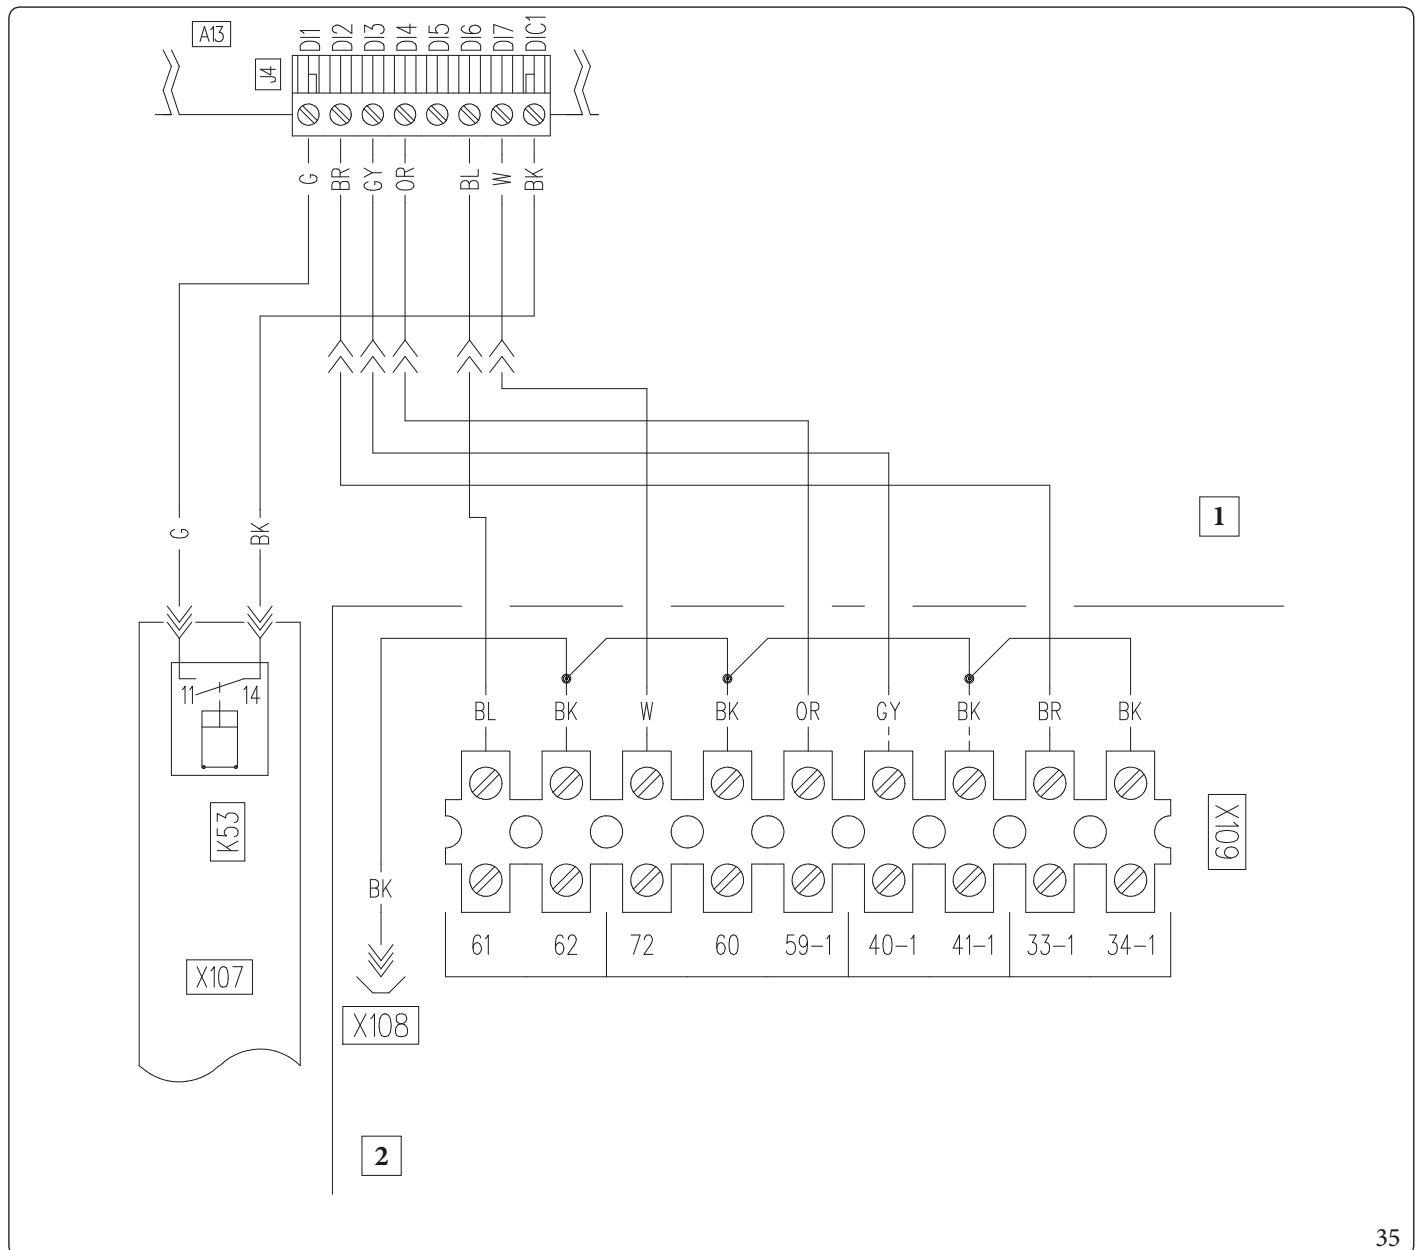 A13
J4
DI1 DI2 DI3 DI4 DI5 DI6 DI7 DIC1
G BR GY OR BL W BK
1
G BK
11 14
BL BK W BK OR GY BK BR BK
K53
X109
BK
61 62 72 60 59-1 40-1 41-1 33-1 34-1
X107
X108
2
35